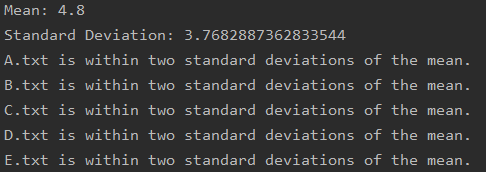 Mean: 4.8
Standard Deviation: 3.7682887362833544
A.txt is within two standard deviations of the mean.
B.txt is within two standard deviations of the mean.
C.txt is within two standard deviations of the mean.
D.txt is within two standard deviations of the mean.
E.txt is within two standard deviations of the mean.